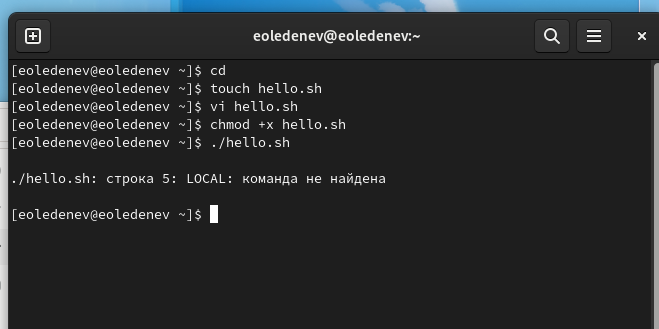 eoledenev@eoledenev:~
[eoledenev@eoledenev ~]$ cd
[eoledenev@eoledenev ~]$ touch hello.sh
[eoledenev@eoledenev ~]$ vi hello.sh
[eoledenev@eoledenev ~]$ chmod +x hello.sh
[eoledenev@eoledenev ~]$ ./hello.sh
./hello.sh: строка 5: LOCAL: команда не найдена
[eoledenev@eoledenev ~]$